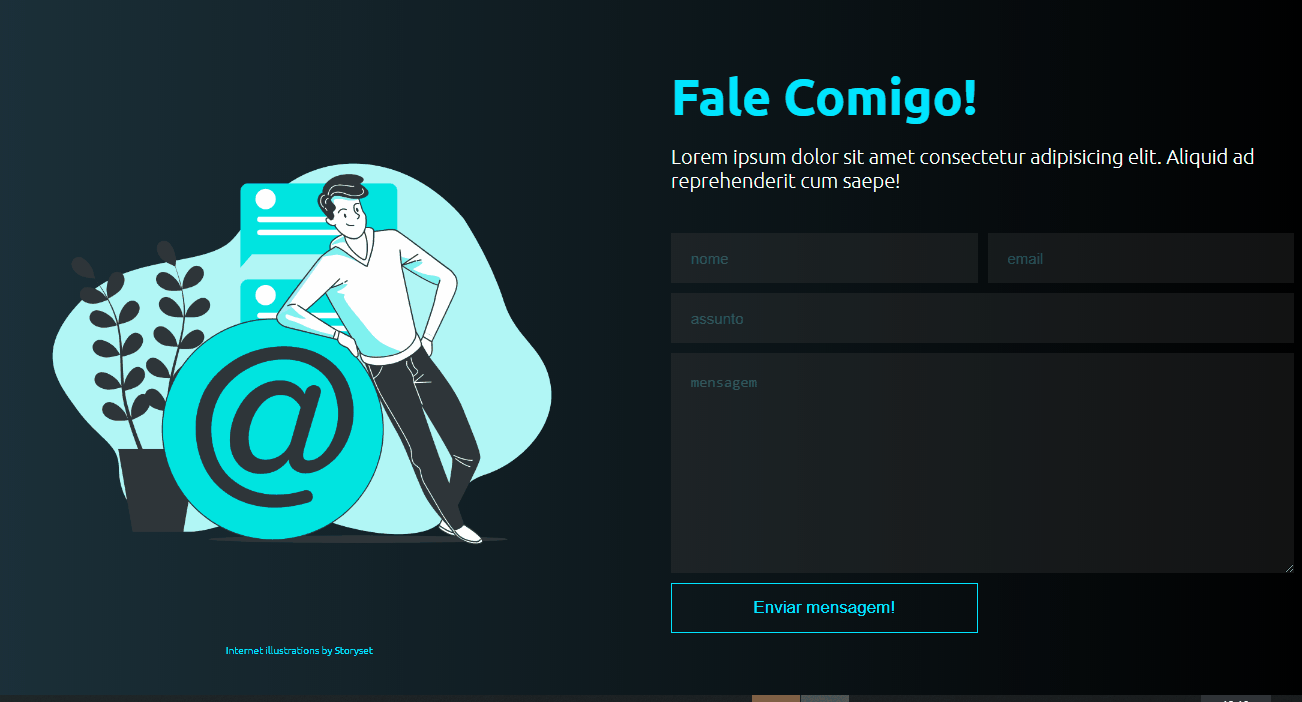 Fale Comigo!
Lorem ipsum dolor sit amet consectetur adipisicing elit. Aliquid ad
reprehenderit cum saepe!
nome
email
assunto
mensagem
@
Enviar mensagem!
Internet illustrations by Storyset